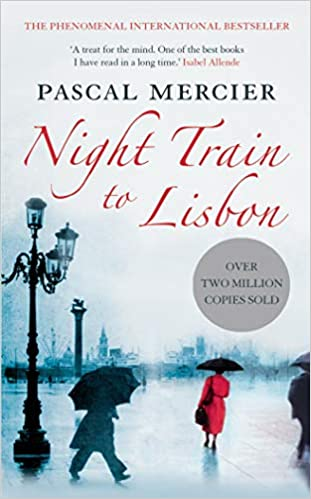 THE PHENOMENAL INTERNATIONAL BESTSELLER
'A treat for the mind. One of the best books
I have read in a long time.' Isabel Allende
PASCAL MERCIER
Night Train
to Lisbon
OVER
TWO MILLION
COPIES SOLD